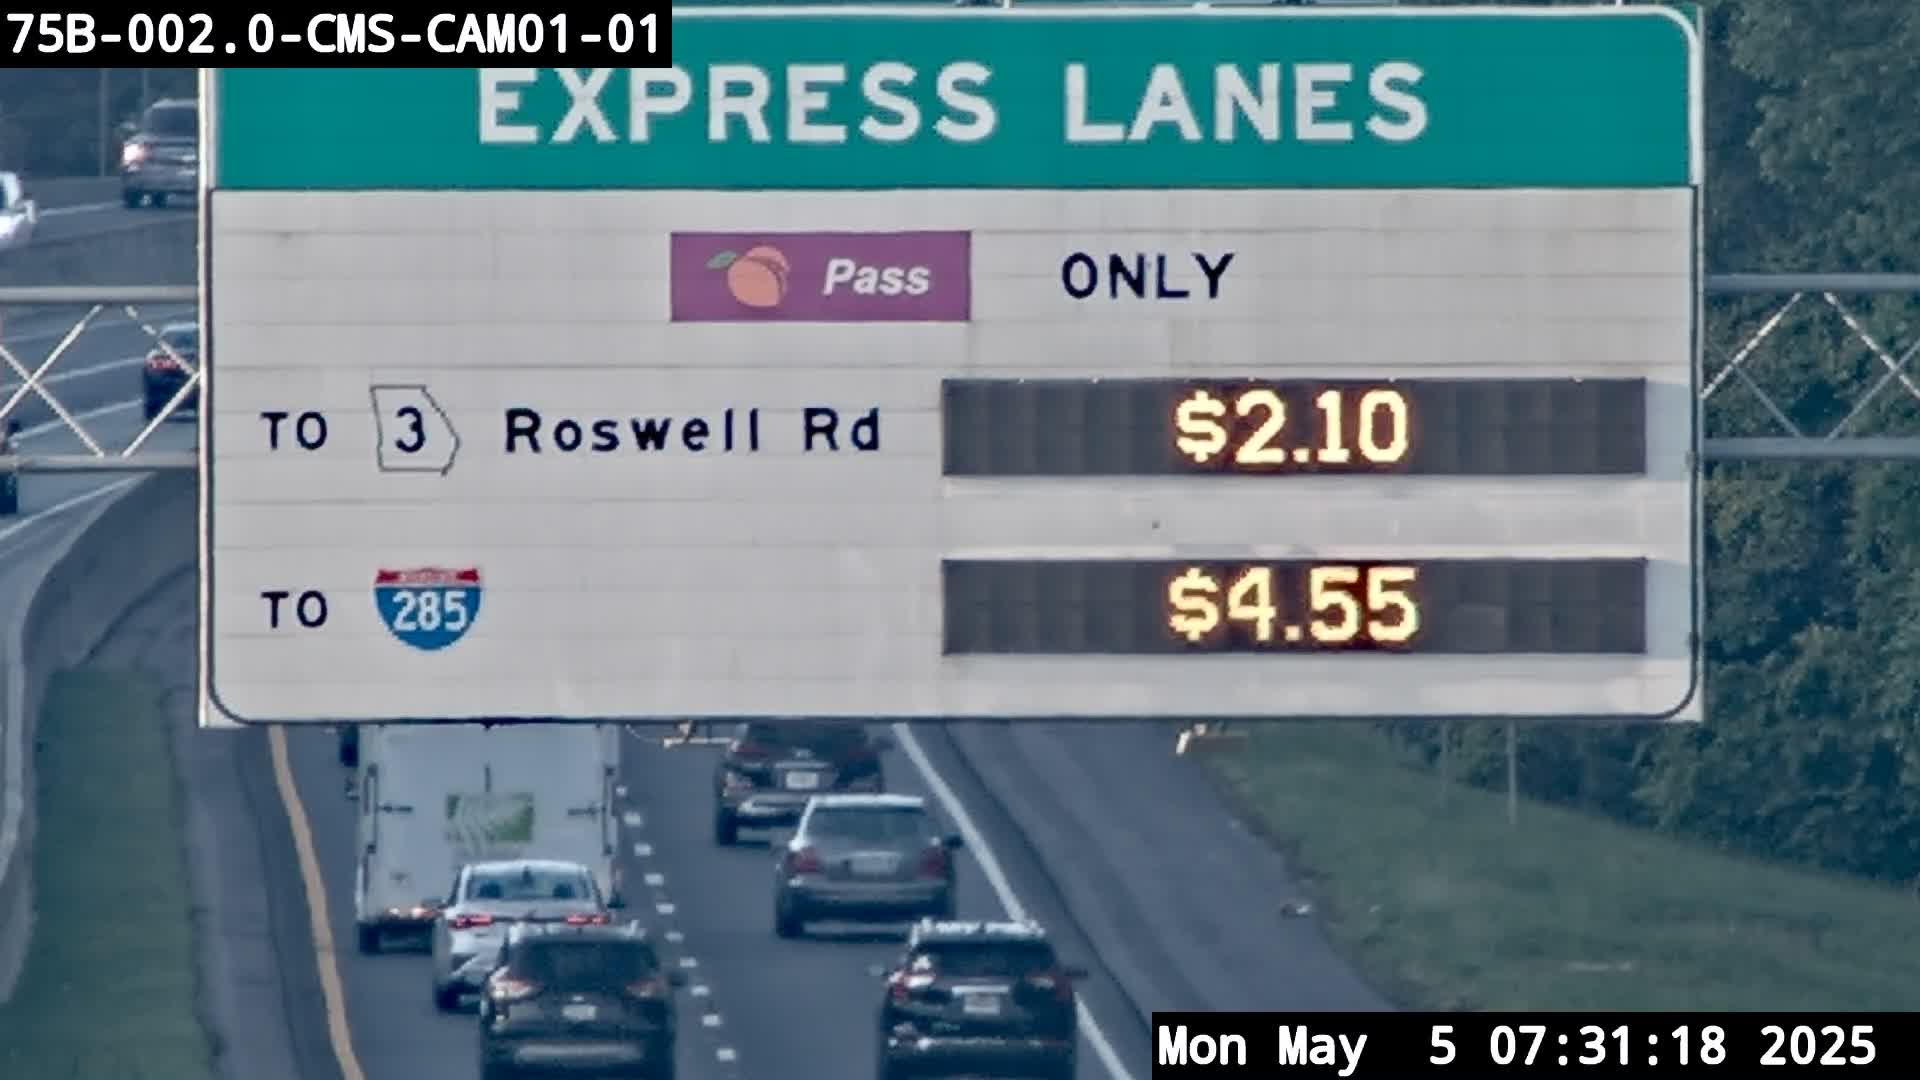 75B-002.0-CMS-CAM01-01
EXPRESS LANES
Pass ONLY
TO 3 Roswell Rd $2.10
TO 285 $4.55
Mon May 5 07:31:18 2025